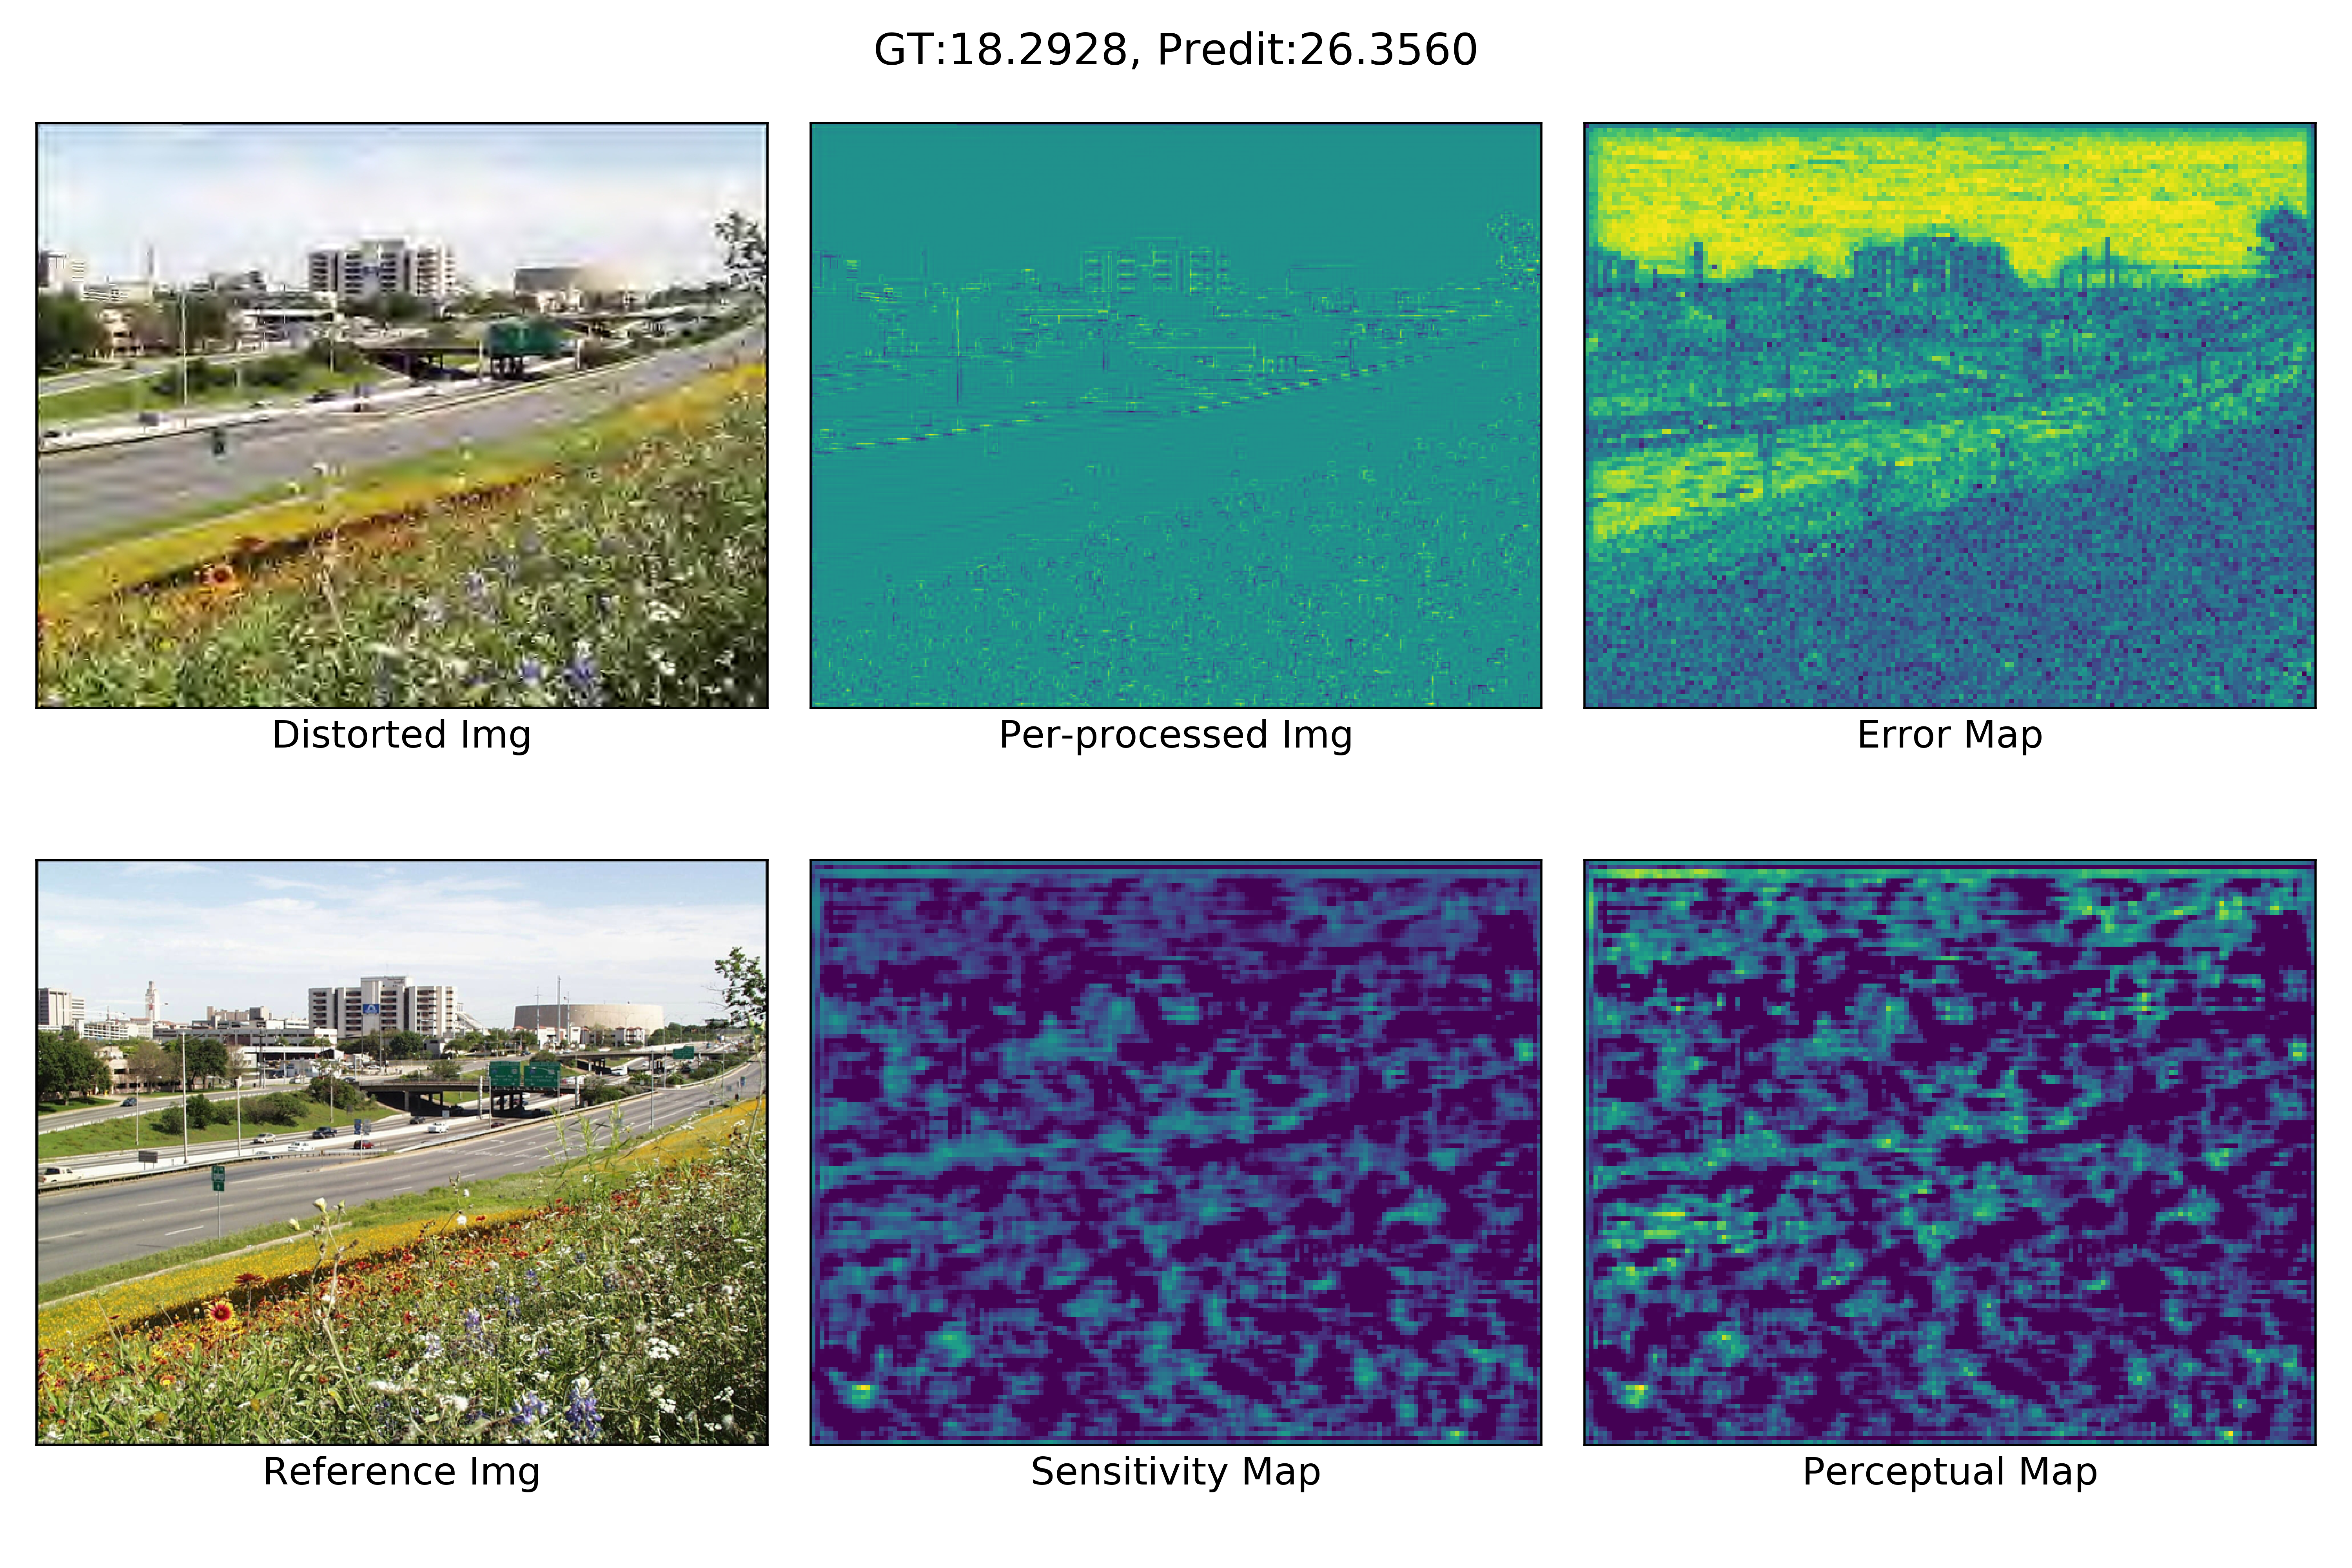 GT:18.2928, Predit:26.3560
Distorted Img
Per-processed Img
Error Map
Reference Img
Sensitivity Map
Perceptual Map